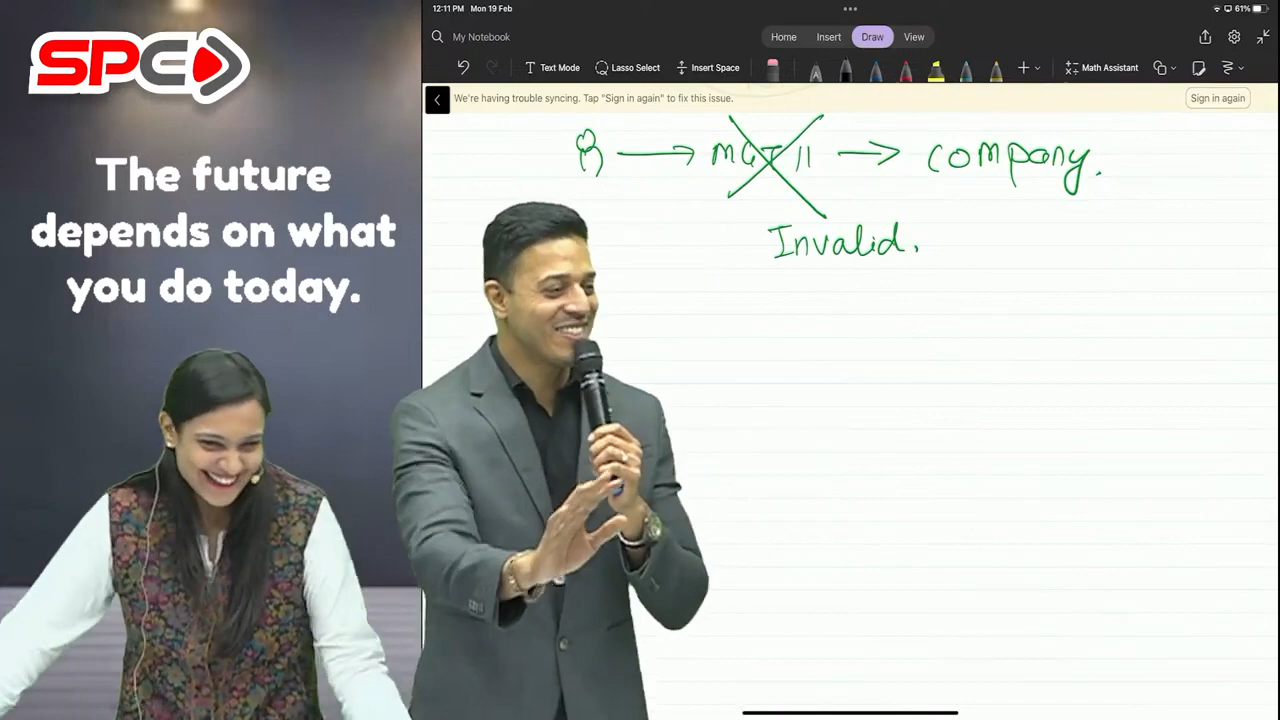 SPED
The future
depends on what
you do today.
12:11 PM Mon 19 Feb
61%
My Notebook
Home Insert Draw View
Text Mode Lasso Select Insert Space Math Assistant
We're having trouble syncing. Tap "Sign in again" to fix this issue. Sign in again
MGT 11 company.
Invalid.